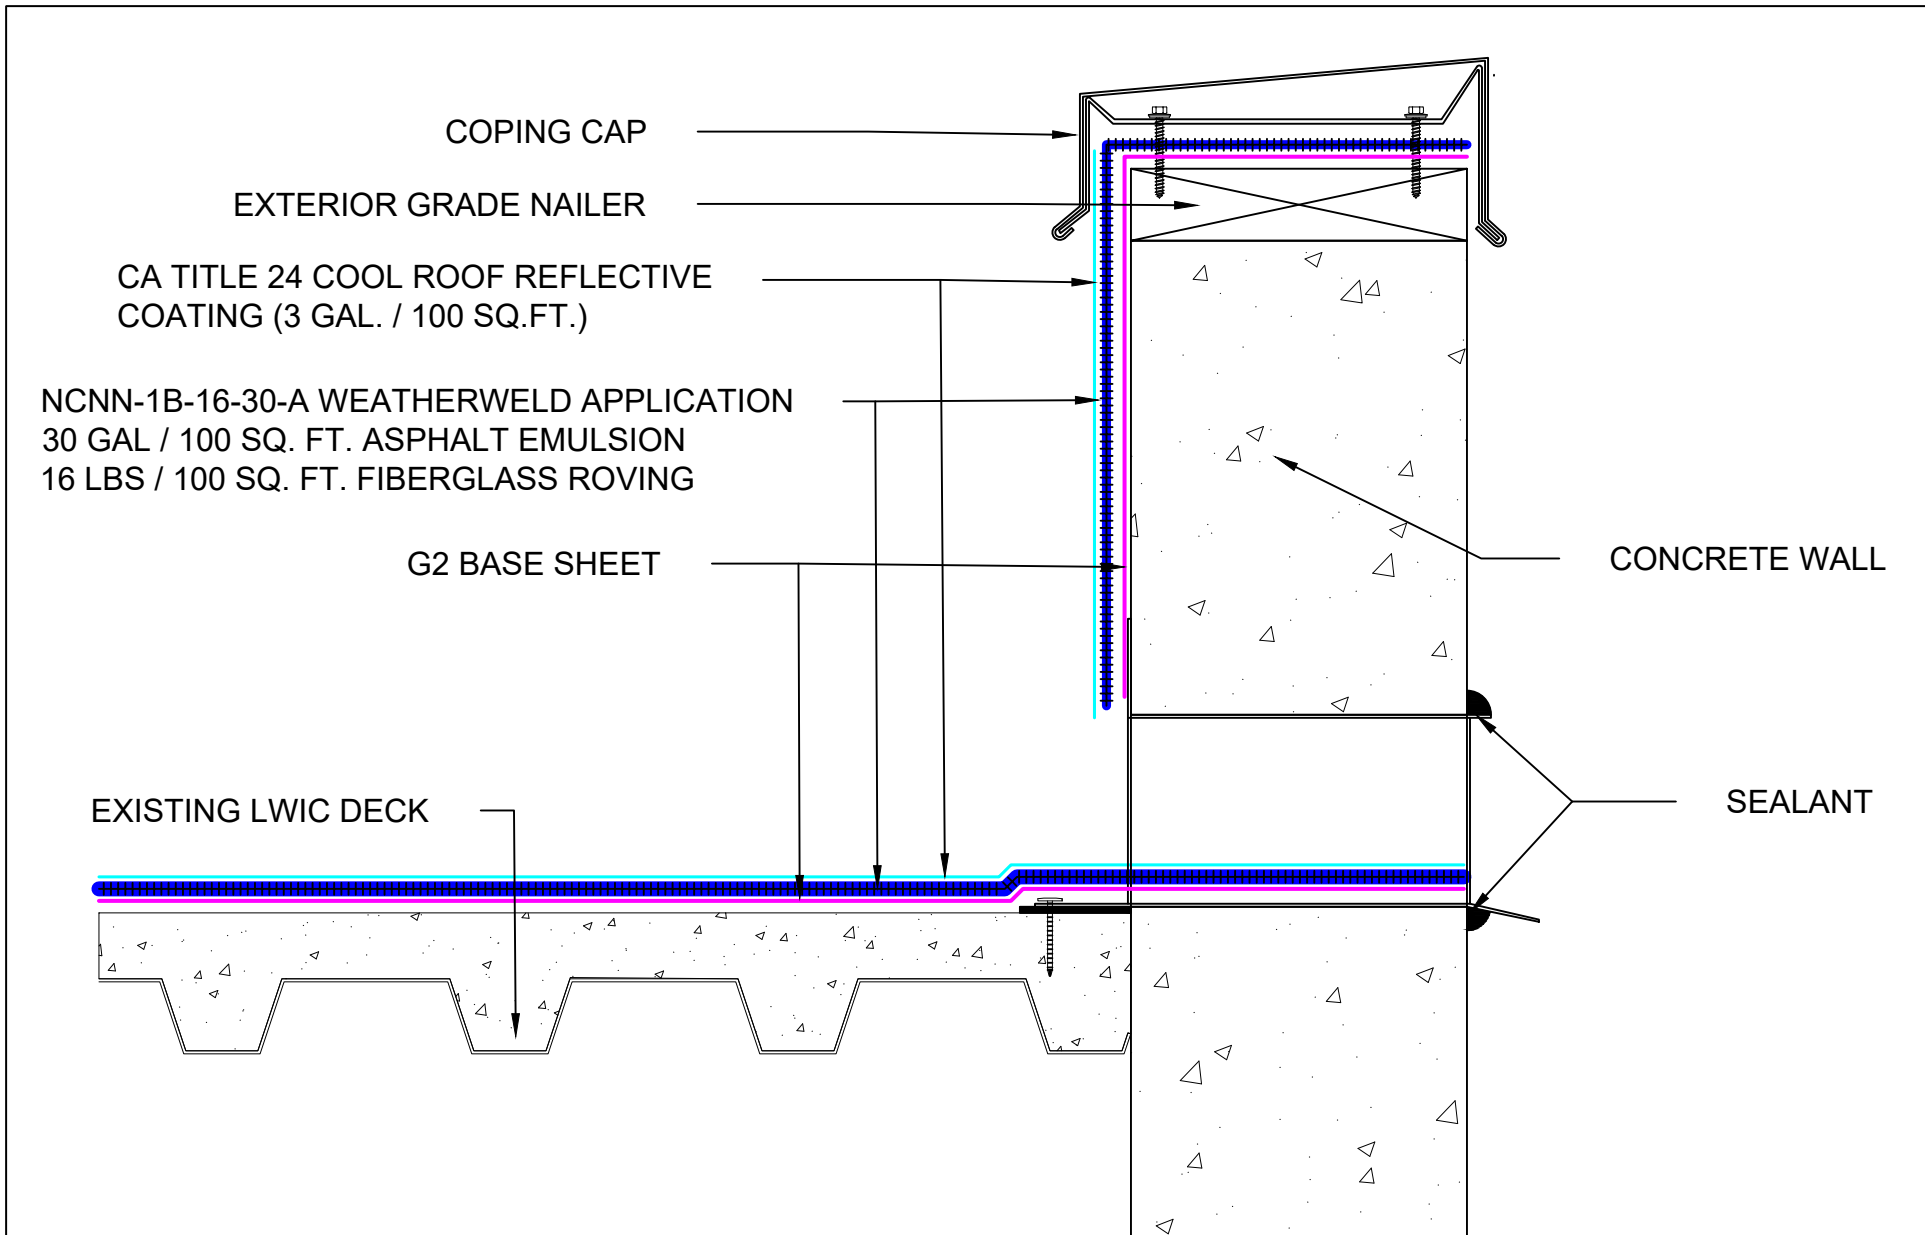 COPING CAP
EXTERIOR GRADE NAILER
CA TITLE 24 COOL ROOF REFLECTIVE
COATING (3 GAL. / 100 SQ.FT.)
NCNN-1B-16-30-A WEATHERWELD APPLICATION
30 GAL / 100 SQ. FT. ASPHALT EMULSION
16 LBS / 100 SQ. FT. FIBERGLASS ROVING
G2 BASE SHEET
CONCRETE WALL
EXISTING LWIC DECK
SEALANT